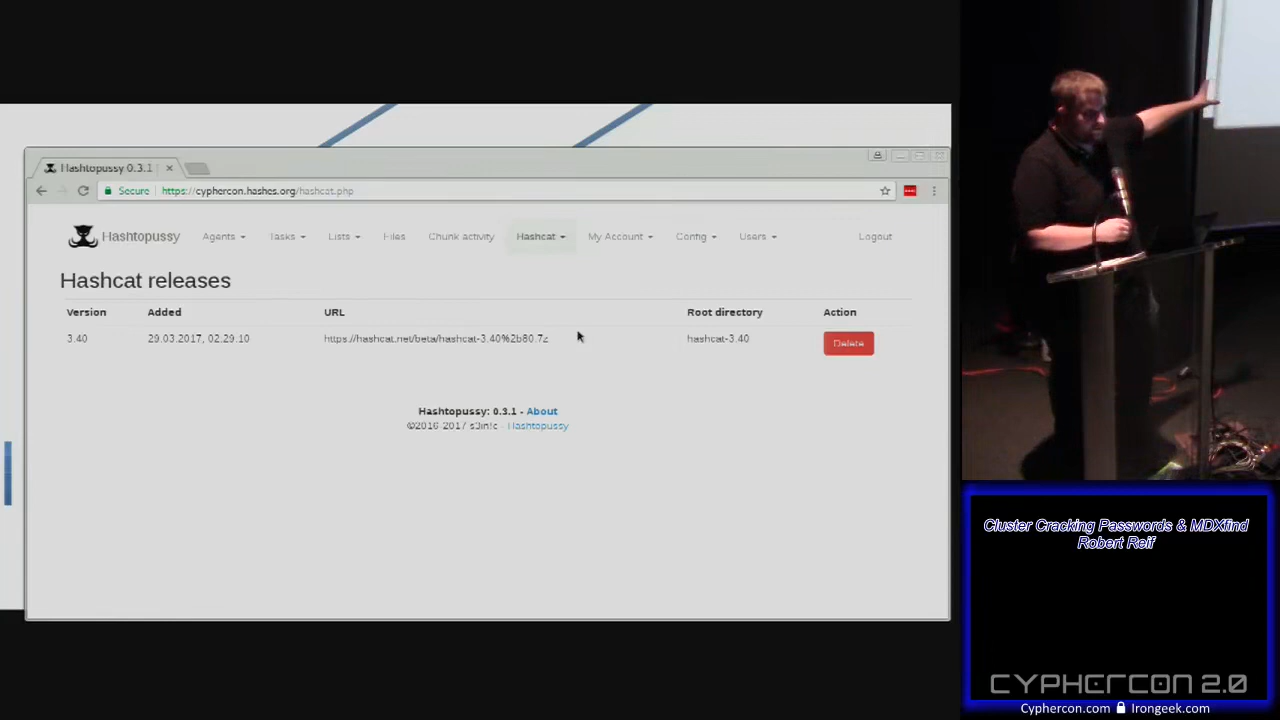 Hashtopussy 0.3.1
Secure https://cyphercon.hashes.org/hashcat.php
Hashtopussy Agents Tasks Lists Files Chunk activity Hashcat My Account Config Users Logout
Hashcat releases
Version Added URL Root directory Action
3.40 29.03.2017, 02:29:10 https://hashcat.net/beta/hashcat-3.40%2b80.7z hashcat-3.40 Delete
Hashtopussy: 0.3.1 - About
©2016-2017 s3in!c - Hashtopussy
Cluster Cracking Passwords & MDXfind
Robert Reif
CYPHERCON 2.0
Cyphercon.com Irongeek.com